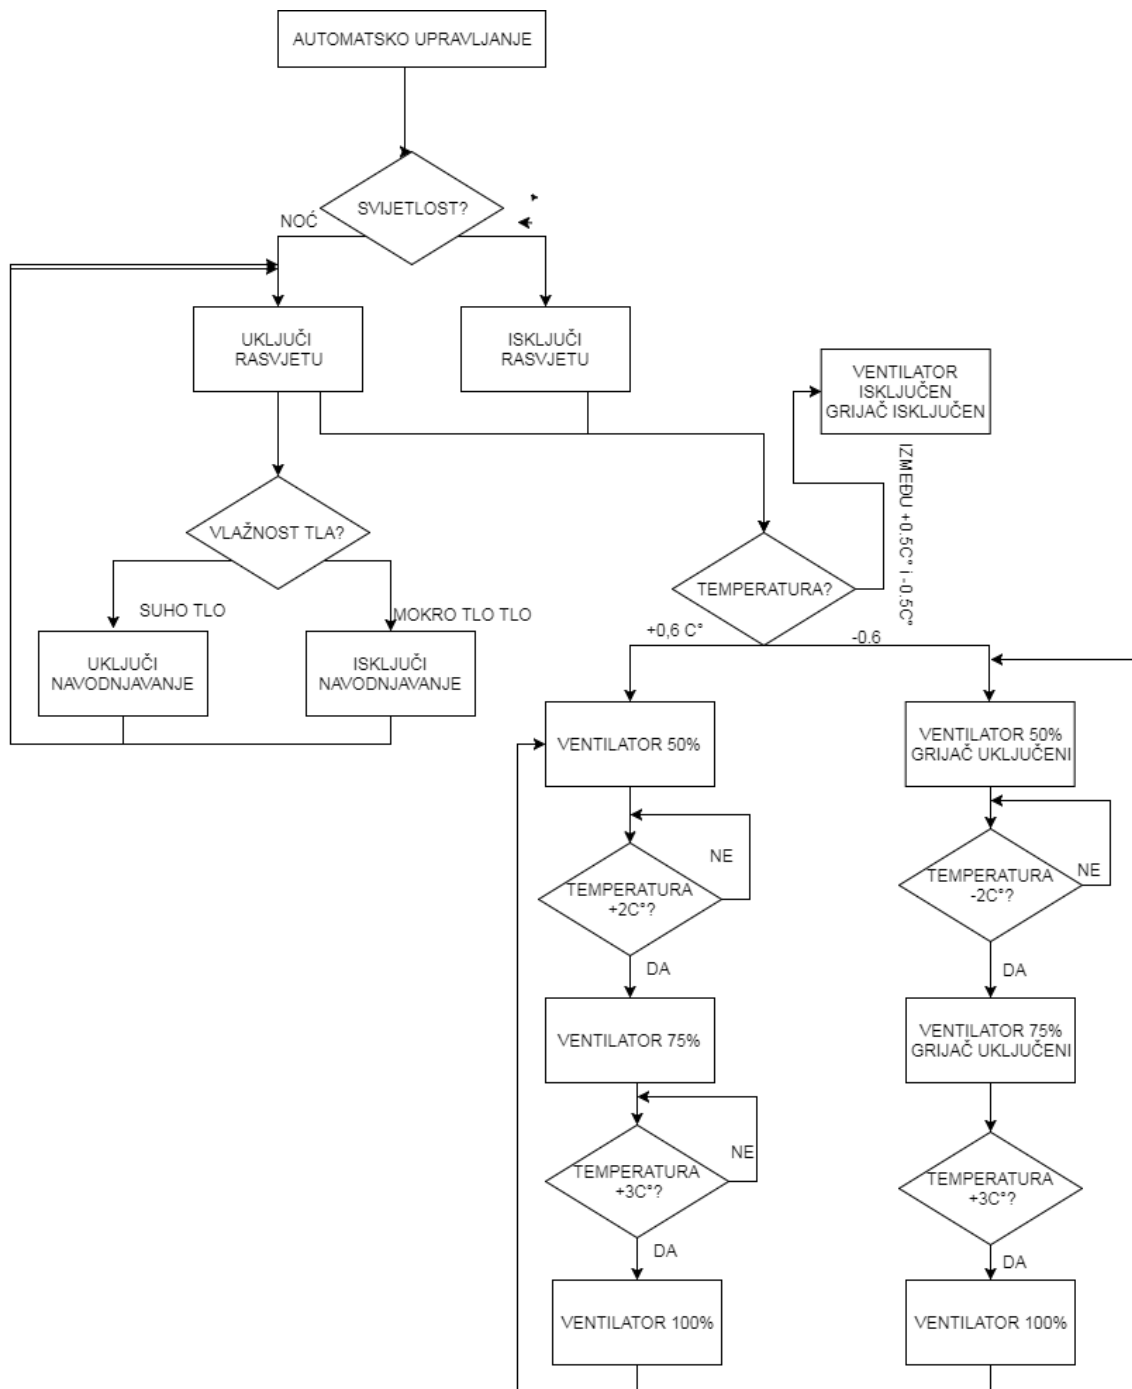 AUTOMATSKO UPRAVLJANJE
SVIJETLOST?
NOĆ
UKLJUČI
RASVJETU
ISKLJUČI
RASVJETU
VENTILATOR
ISKLJUČEN
GRIJAČ ISKLJUČEN
IZMEĐU +0.5C° i -0.5C°
VLAŽNOST TLA?
TEMPERATURA?
SUHO TLO
MOKRO TLO TLO
+0,6 C°
-0.6
UKLJUČI
NAVODNJAVANJE
ISKLJUČI
NAVODNJAVANJE
VENTILATOR 50%
VENTILATOR 50%
GRIJAČ UKLJUČENI
NE
TEMPERATURA
+2C°?
NE
TEMPERATURA
-2C°?
DA
DA
VENTILATOR 75%
VENTILATOR 75%
GRIJAČ UKLJUČENI
NE
TEMPERATURA
+3C°?
TEMPERATURA
+3C°?
DA
DA
VENTILATOR 100%
VENTILATOR 100%